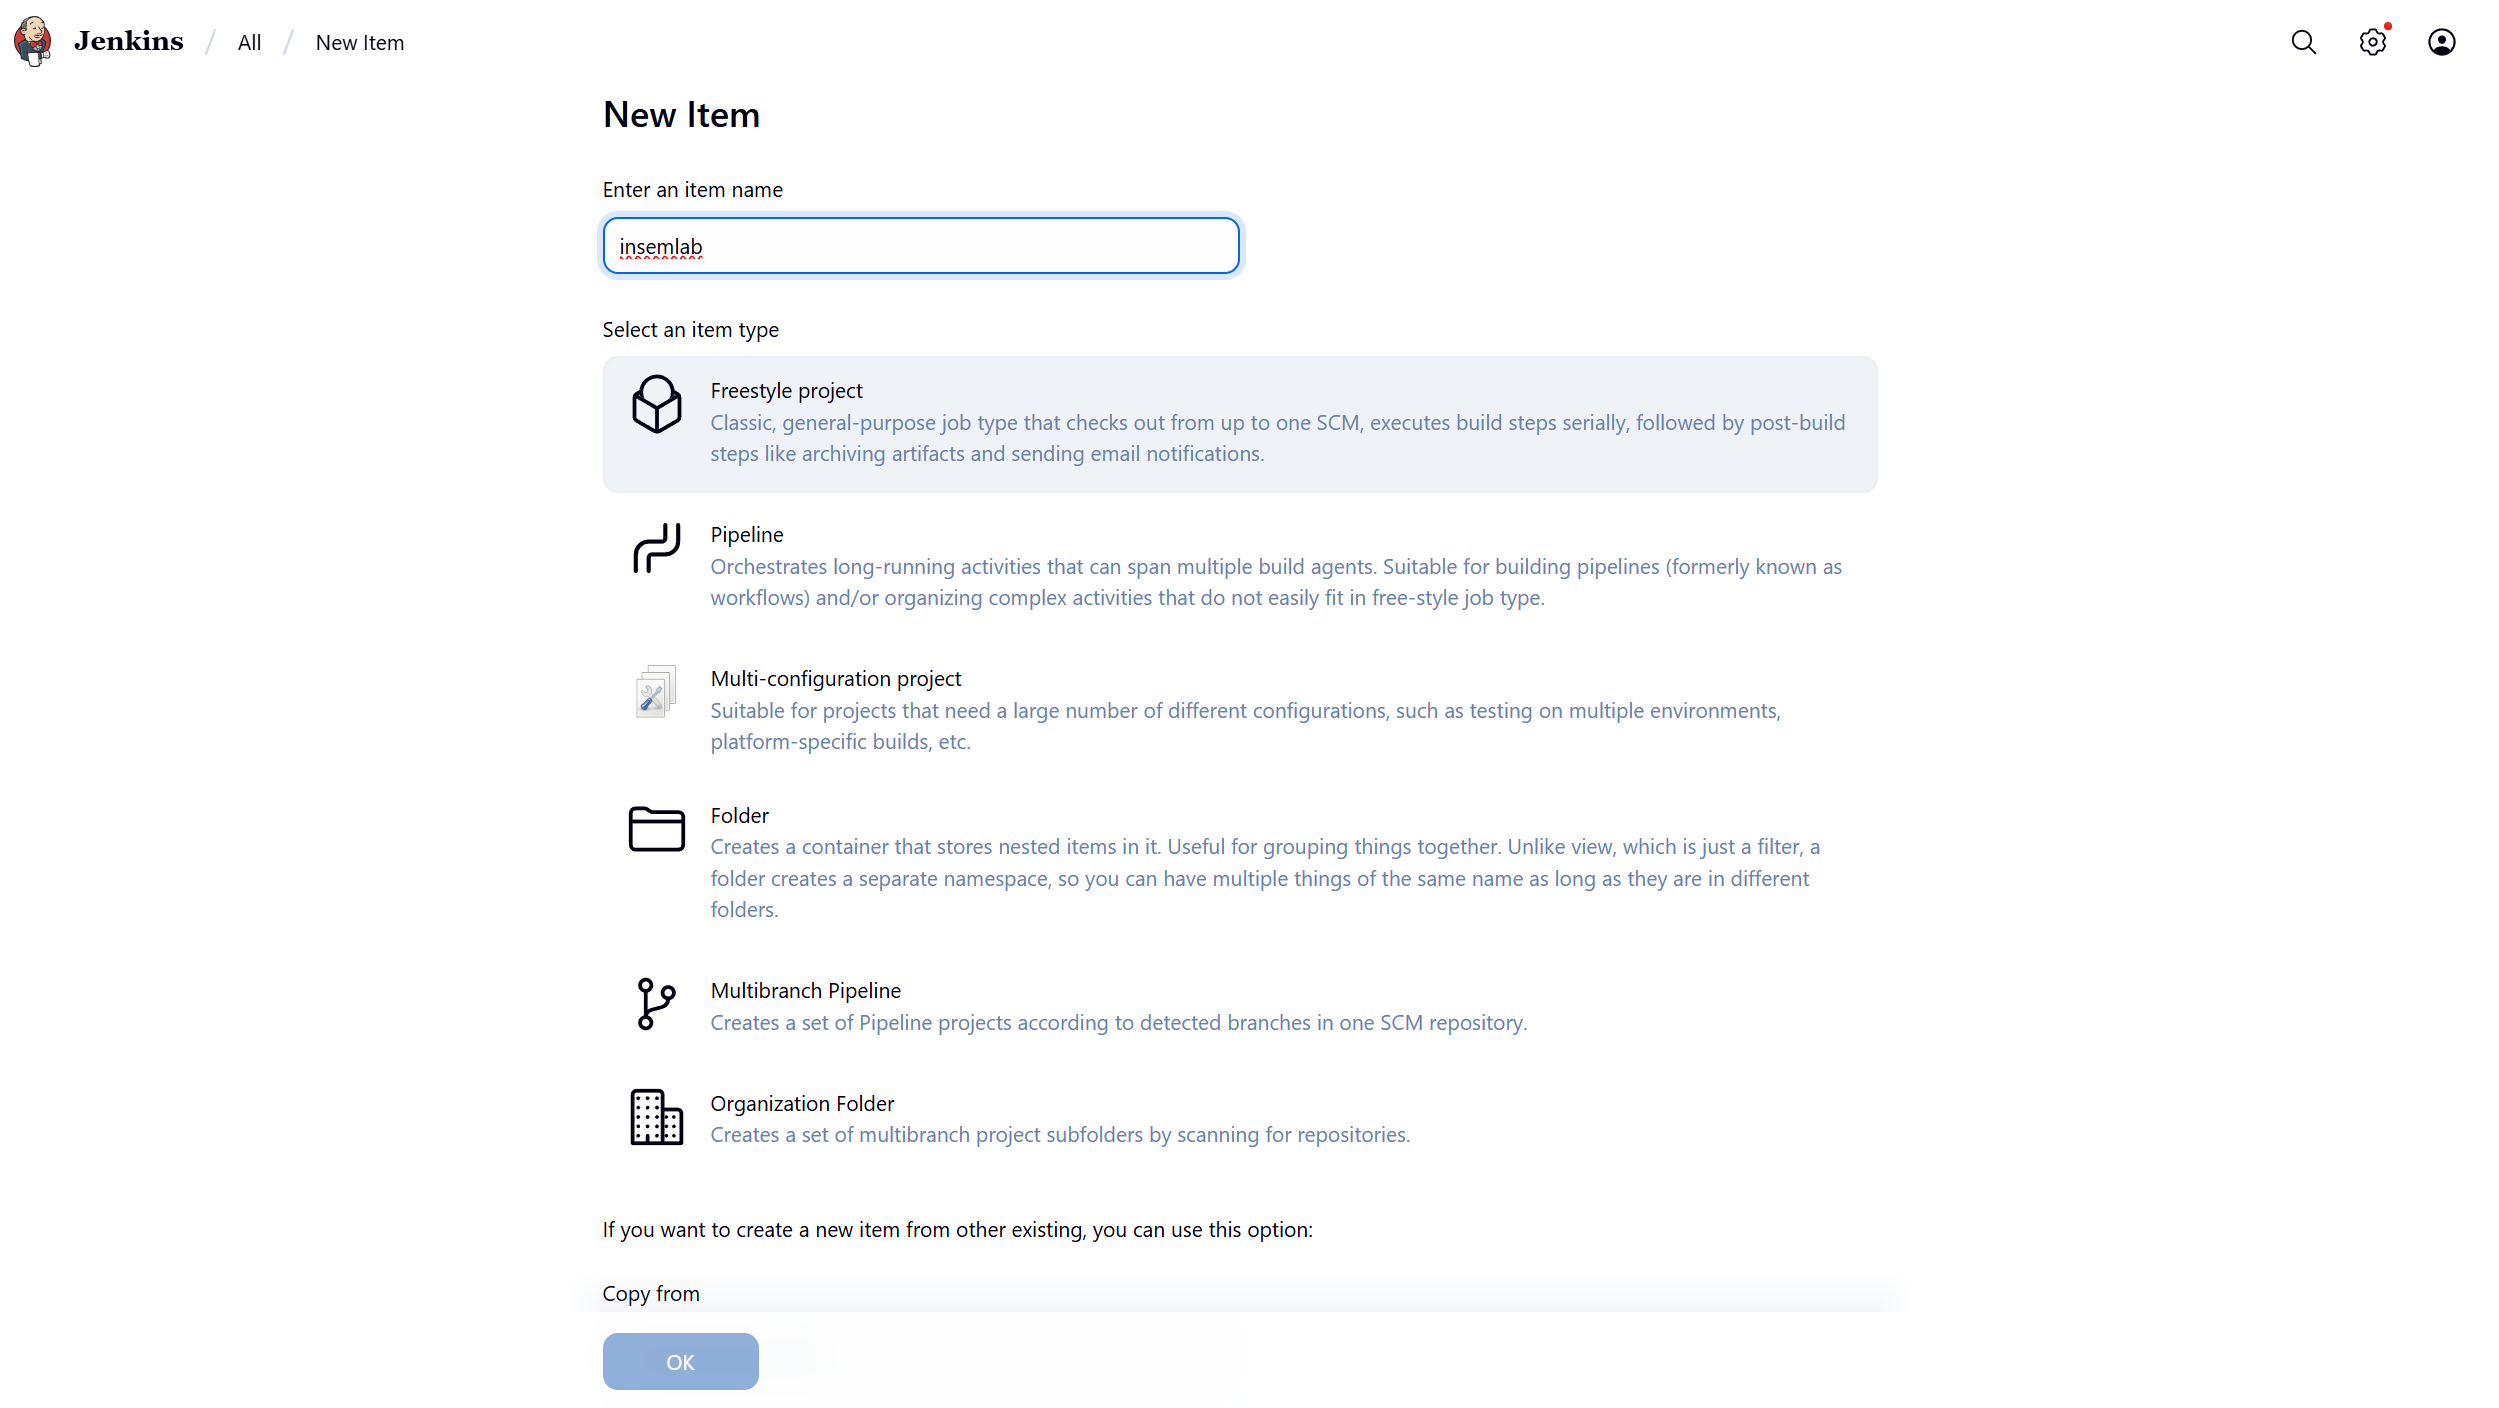 Jenkins / All / New Item
New Item
Enter an item name
insemlab
Select an item type
Freestyle project
Classic, general-purpose job type that checks out from up to one SCM, executes build steps serially, followed by post-build
steps like archiving artifacts and sending email notifications.
Pipeline
Orchestrates long-running activities that can span multiple build agents. Suitable for building pipelines (formerly known as
workflows) and/or organizing complex activities that do not easily fit in free-style job type.
Multi-configuration project
Suitable for projects that need a large number of different configurations, such as testing on multiple environments,
platform-specific builds, etc.
Folder
Creates a container that stores nested items in it. Useful for grouping things together. Unlike view, which is just a filter, a
folder creates a separate namespace, so you can have multiple things of the same name as long as they are in different
folders.
Multibranch Pipeline
Creates a set of Pipeline projects according to detected branches in one SCM repository.
Organization Folder
Creates a set of multibranch project subfolders by scanning for repositories.
If you want to create a new item from other existing, you can use this option:
Copy from
OK